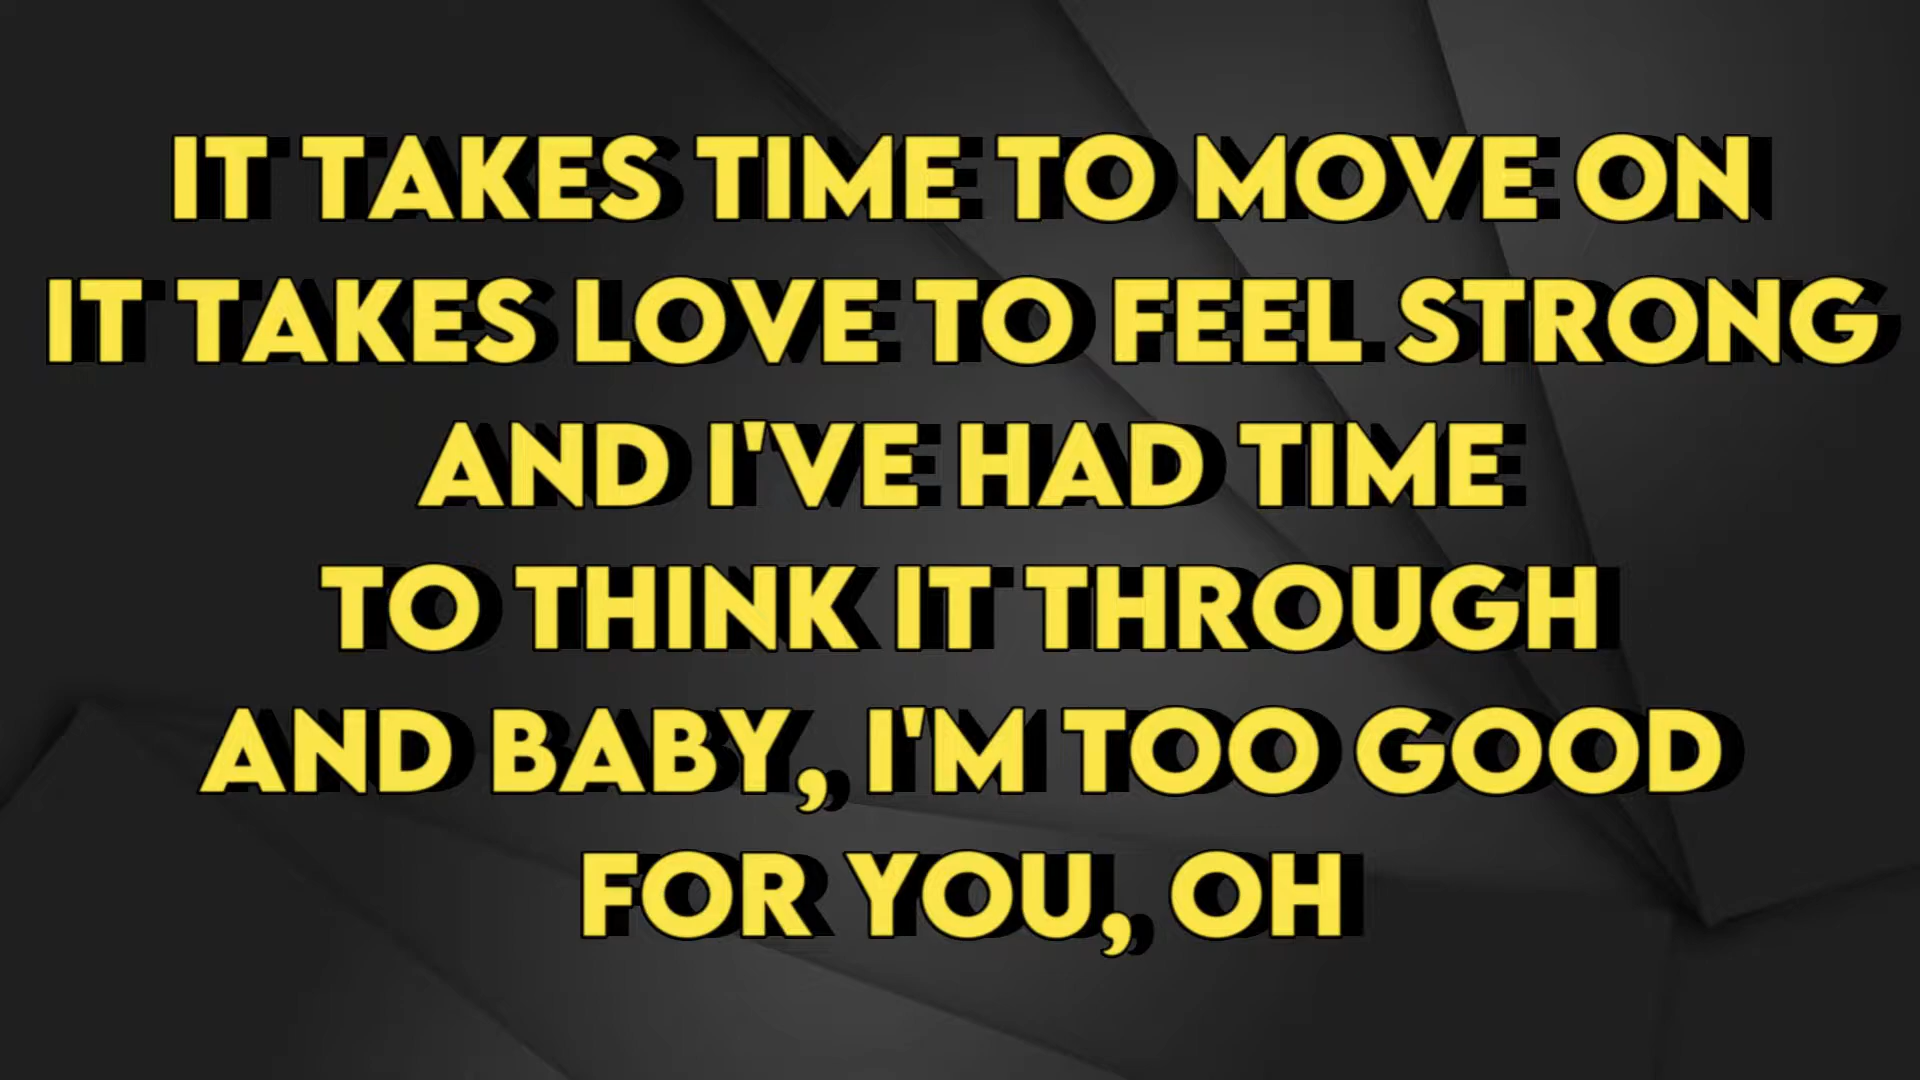 IT TAKES TIME TO MOVE ON
IT TAKES LOVE TO FEEL STRONG
AND I'VE HAD TIME
TO THINK IT THROUGH
AND BABY, I'M TOO GOOD
FOR YOU, OH